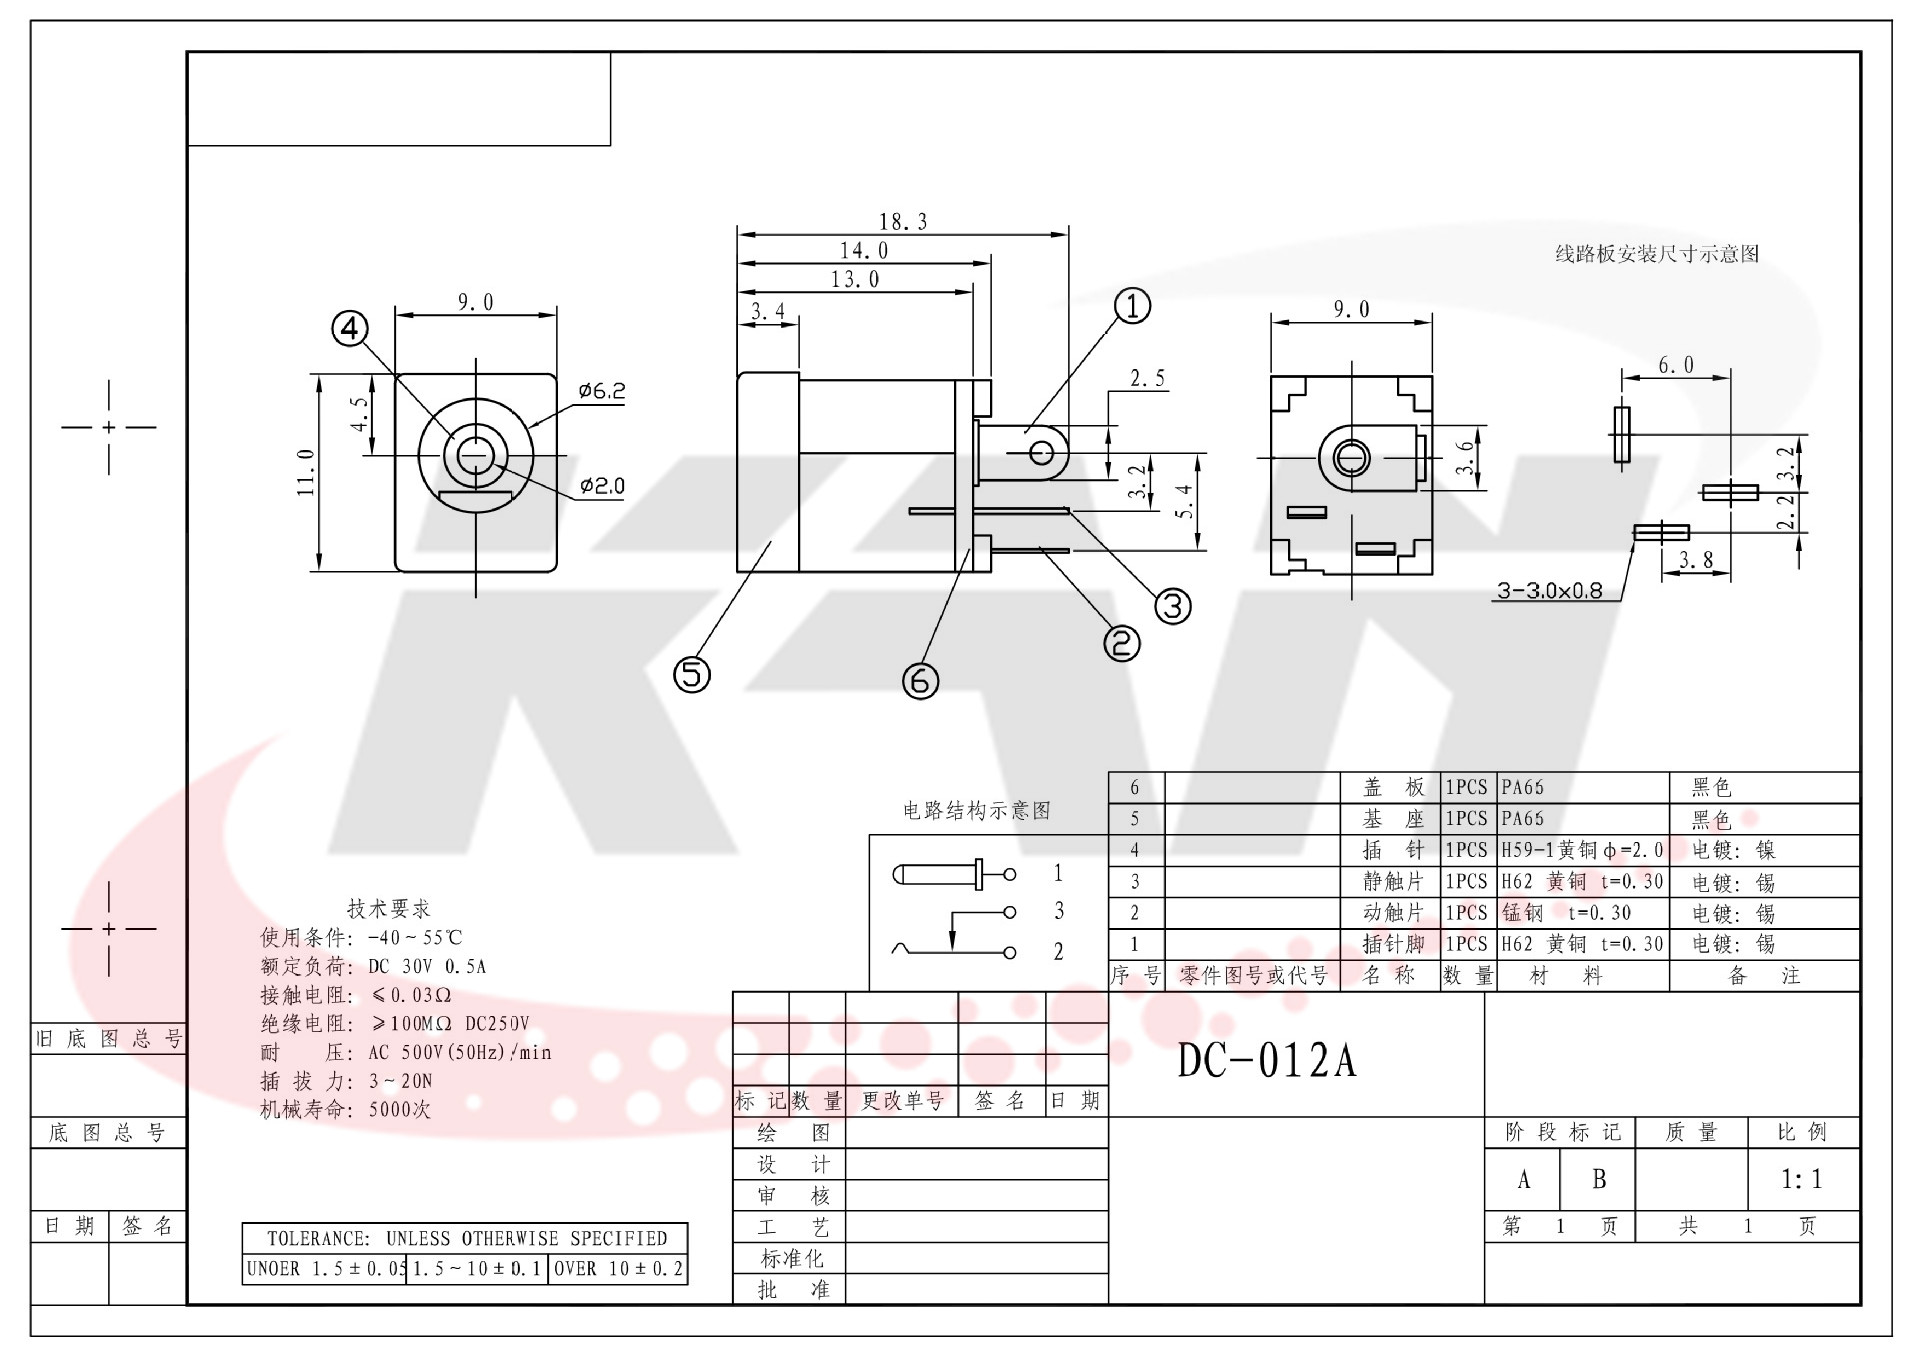 18.3
14.0
13.0
3.4
9.0
4
11.0
4.5
ø6.2
ø2.0
1
2.5
3.2
5.4
3
2
5
6
9.0
3.6
线路板安装尺寸示意图
6.0
3.2
2.2
3.8
3-3.0×0.8
KAN
电路结构示意图
1
3
2
技术要求
使用条件: -40~55℃
额定负荷: DC 30V 0.5A
接触电阻: ≤0.03Ω
绝缘电阻: ≥100MΩ DC250V
耐 压: AC 500V(50Hz)/min
插 拔 力: 3~20N
机械寿命: 5000次
6 盖 板 1PCS PA66 黑色
5 基 座 1PCS PA66 黑色
4 插 针 1PCS H59-1黄铜φ=2.0 电镀: 镍
3 静触片 1PCS H62 黄铜 t=0.30 电镀: 锡
2 动触片 1PCS 锰钢 t=0.30 电镀: 锡
1 插针脚 1PCS H62 黄铜 t=0.30 电镀: 锡
序 号 零件图号或代号 名 称 数 量 材 料 备 注
DC-012A
标 记 数 量 更改单号 签 名 日 期
绘 图
设 计
审 核
工 艺
标准化
批 准
阶 段 标 记 质 量 比 例
A B 1:1
第 1 页 共 1 页
旧 底 图 总 号
底 图 总 号
日 期 签 名
TOLERANCE: UNLESS OTHERWISE SPECIFIED
UNOER 1.5±0.05 1.5~10±0.1 OVER 10±0.2